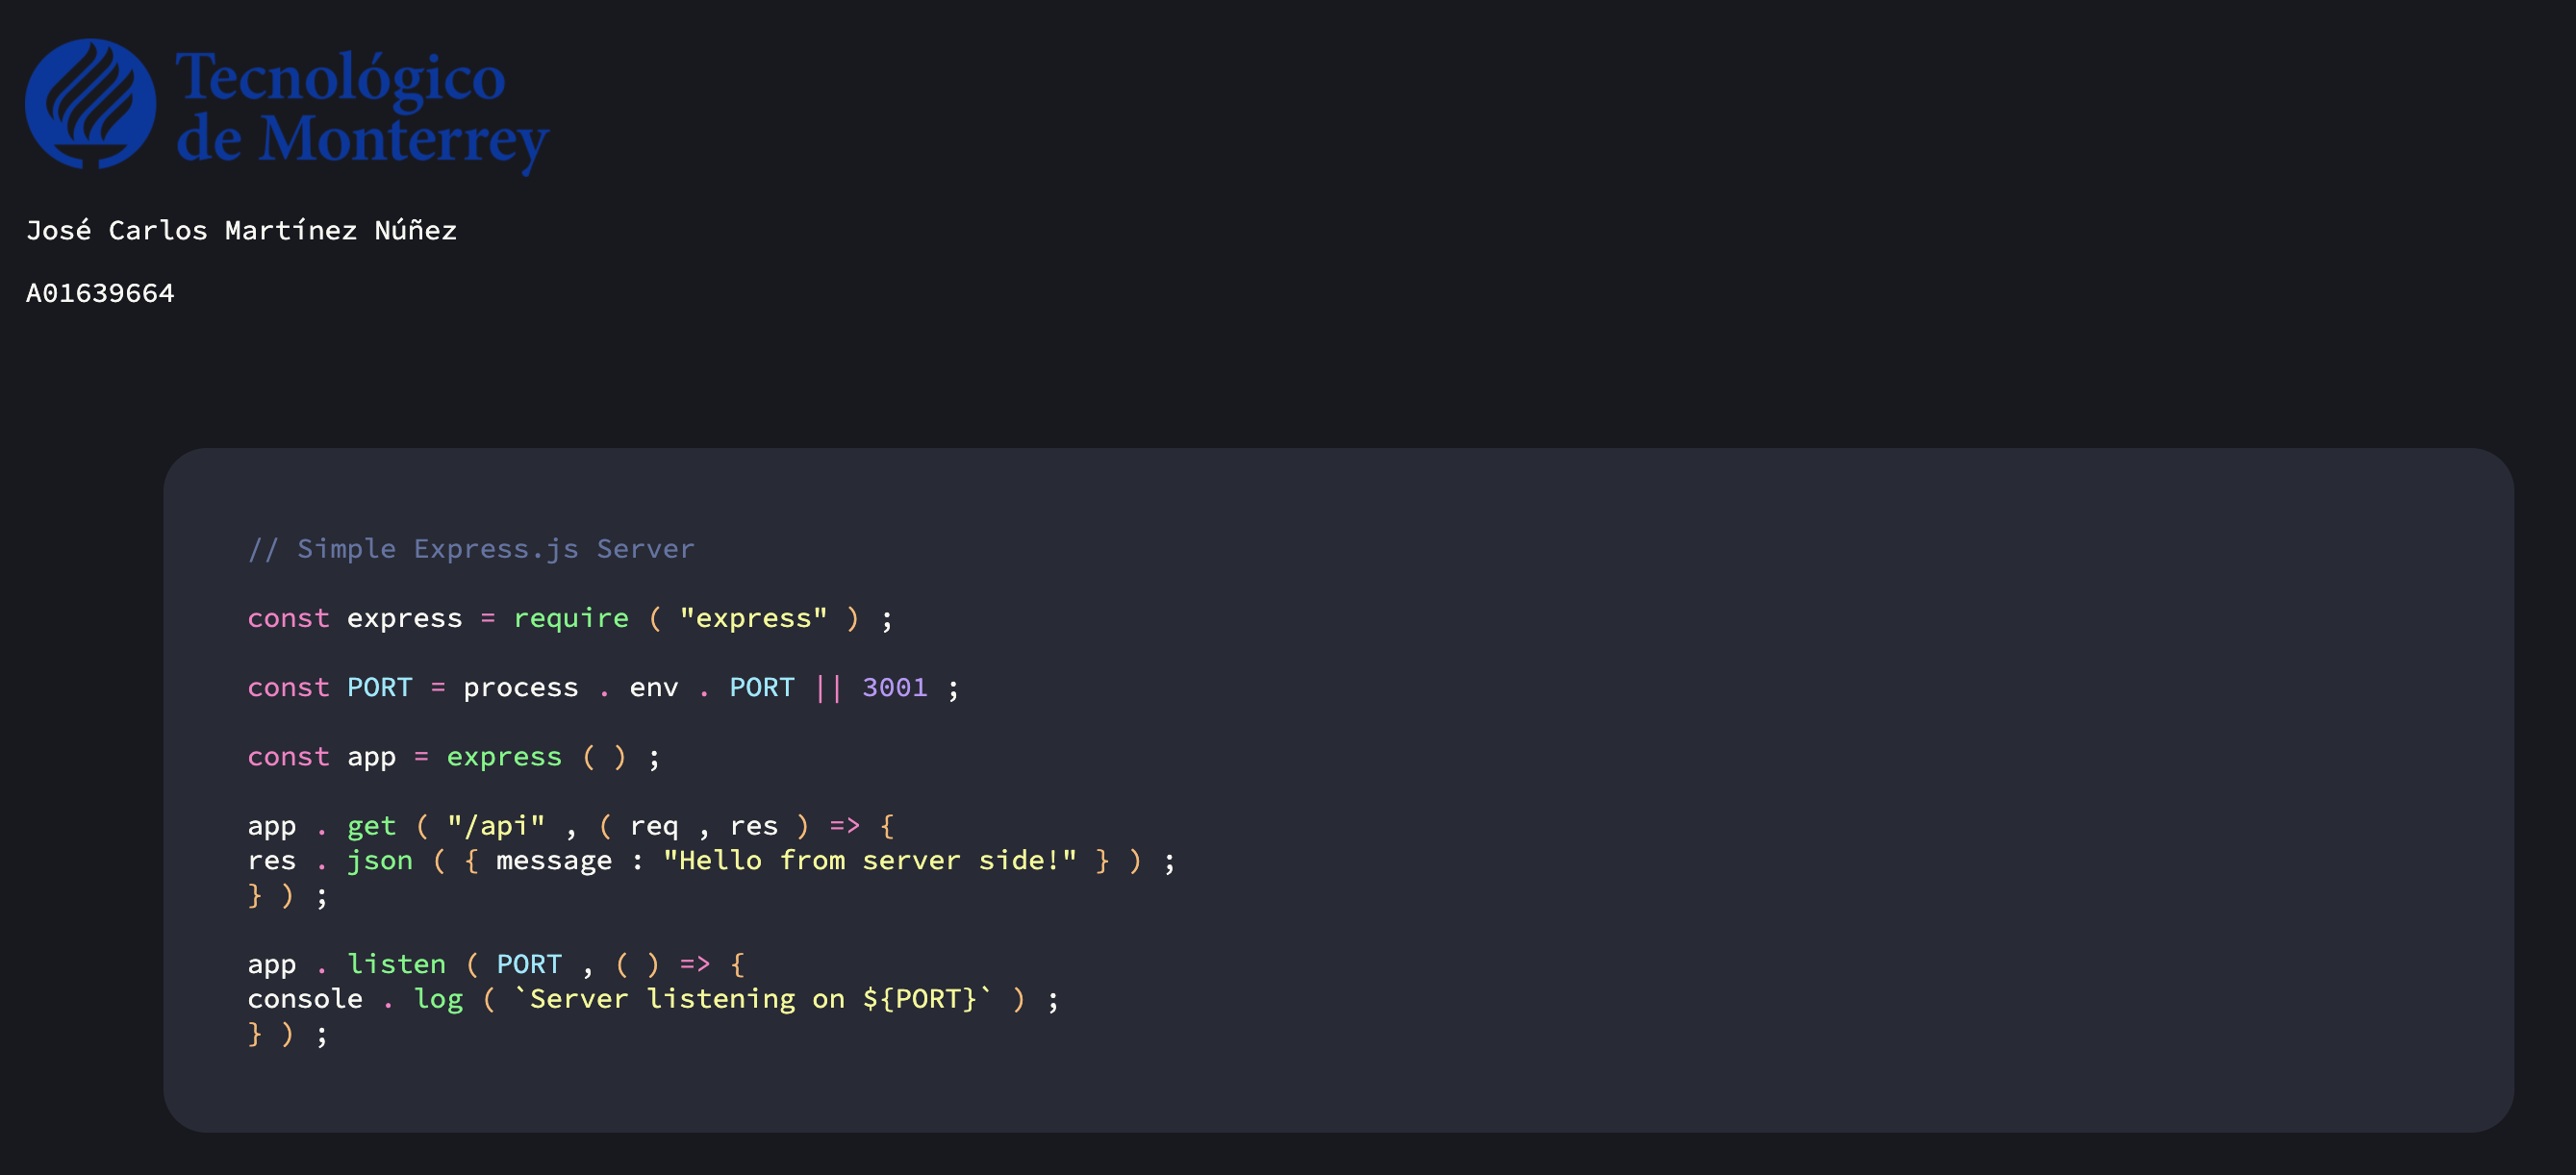 Tecnológico
de Monterrey
José Carlos Martínez Núñez
A01639664
// Simple Express.js Server
const express = require ( "express" ) ;
const PORT = process . env . PORT || 3001 ;
const app = express ( ) ;
app . get ( "/api" , ( req , res ) => {
res . json ( { message : "Hello from server side!" } ) ;
} ) ;
app . listen ( PORT , ( ) => {
console . log ( `Server listening on ${PORT}` ) ;
} ) ;